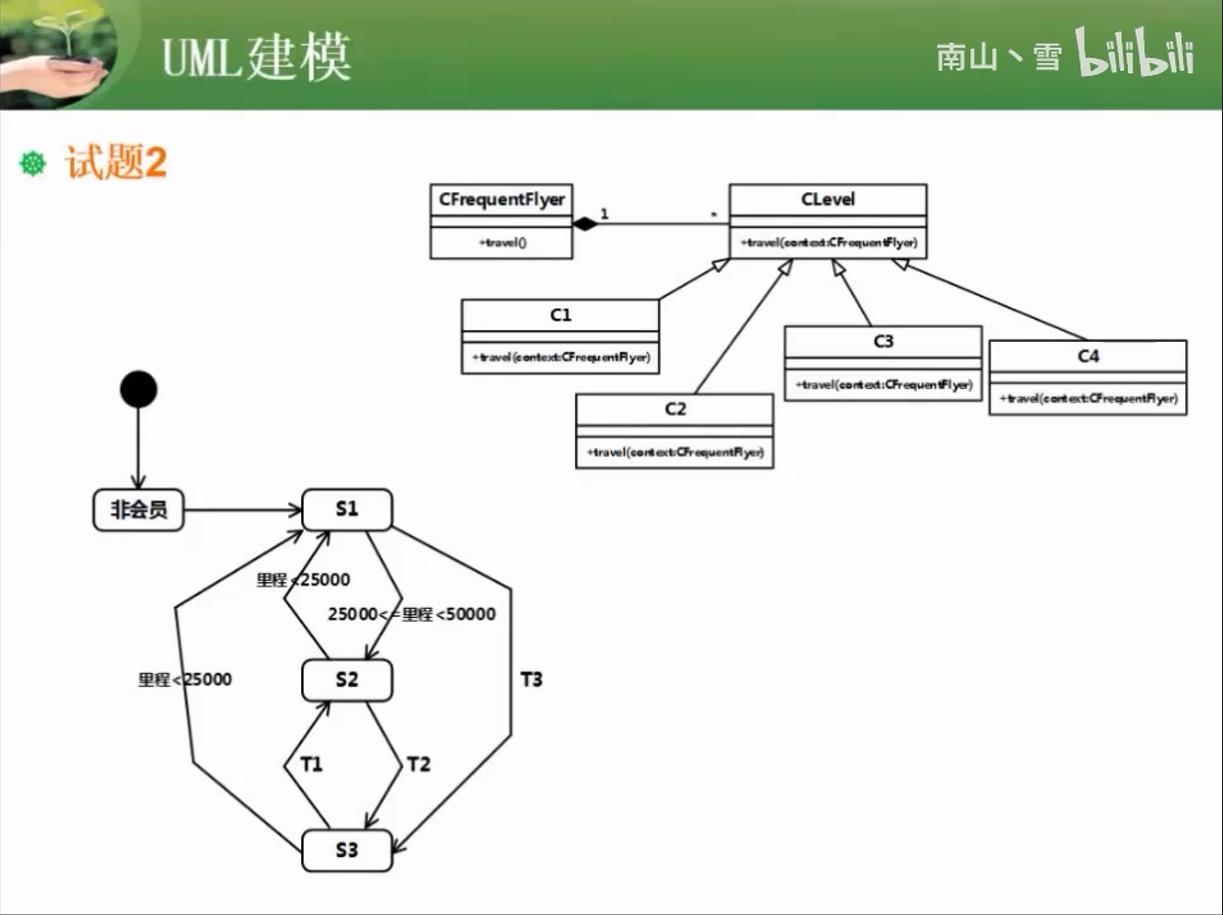 UML建模
南山丶雪 bilibili
试题2
CFrequentFlyer
+travel()
1
*
CLevel
+travel(context:CFrequentFlyer)
C1
+travel(context:CFrequentFlyer)
C2
+travel(context:CFrequentFlyer)
C3
+travel(context:CFrequentFlyer)
C4
+travel(context:CFrequentFlyer)
非会员
S1
里程<25000
25000<=里程<50000
里程<25000
S2
T3
T1
T2
S3